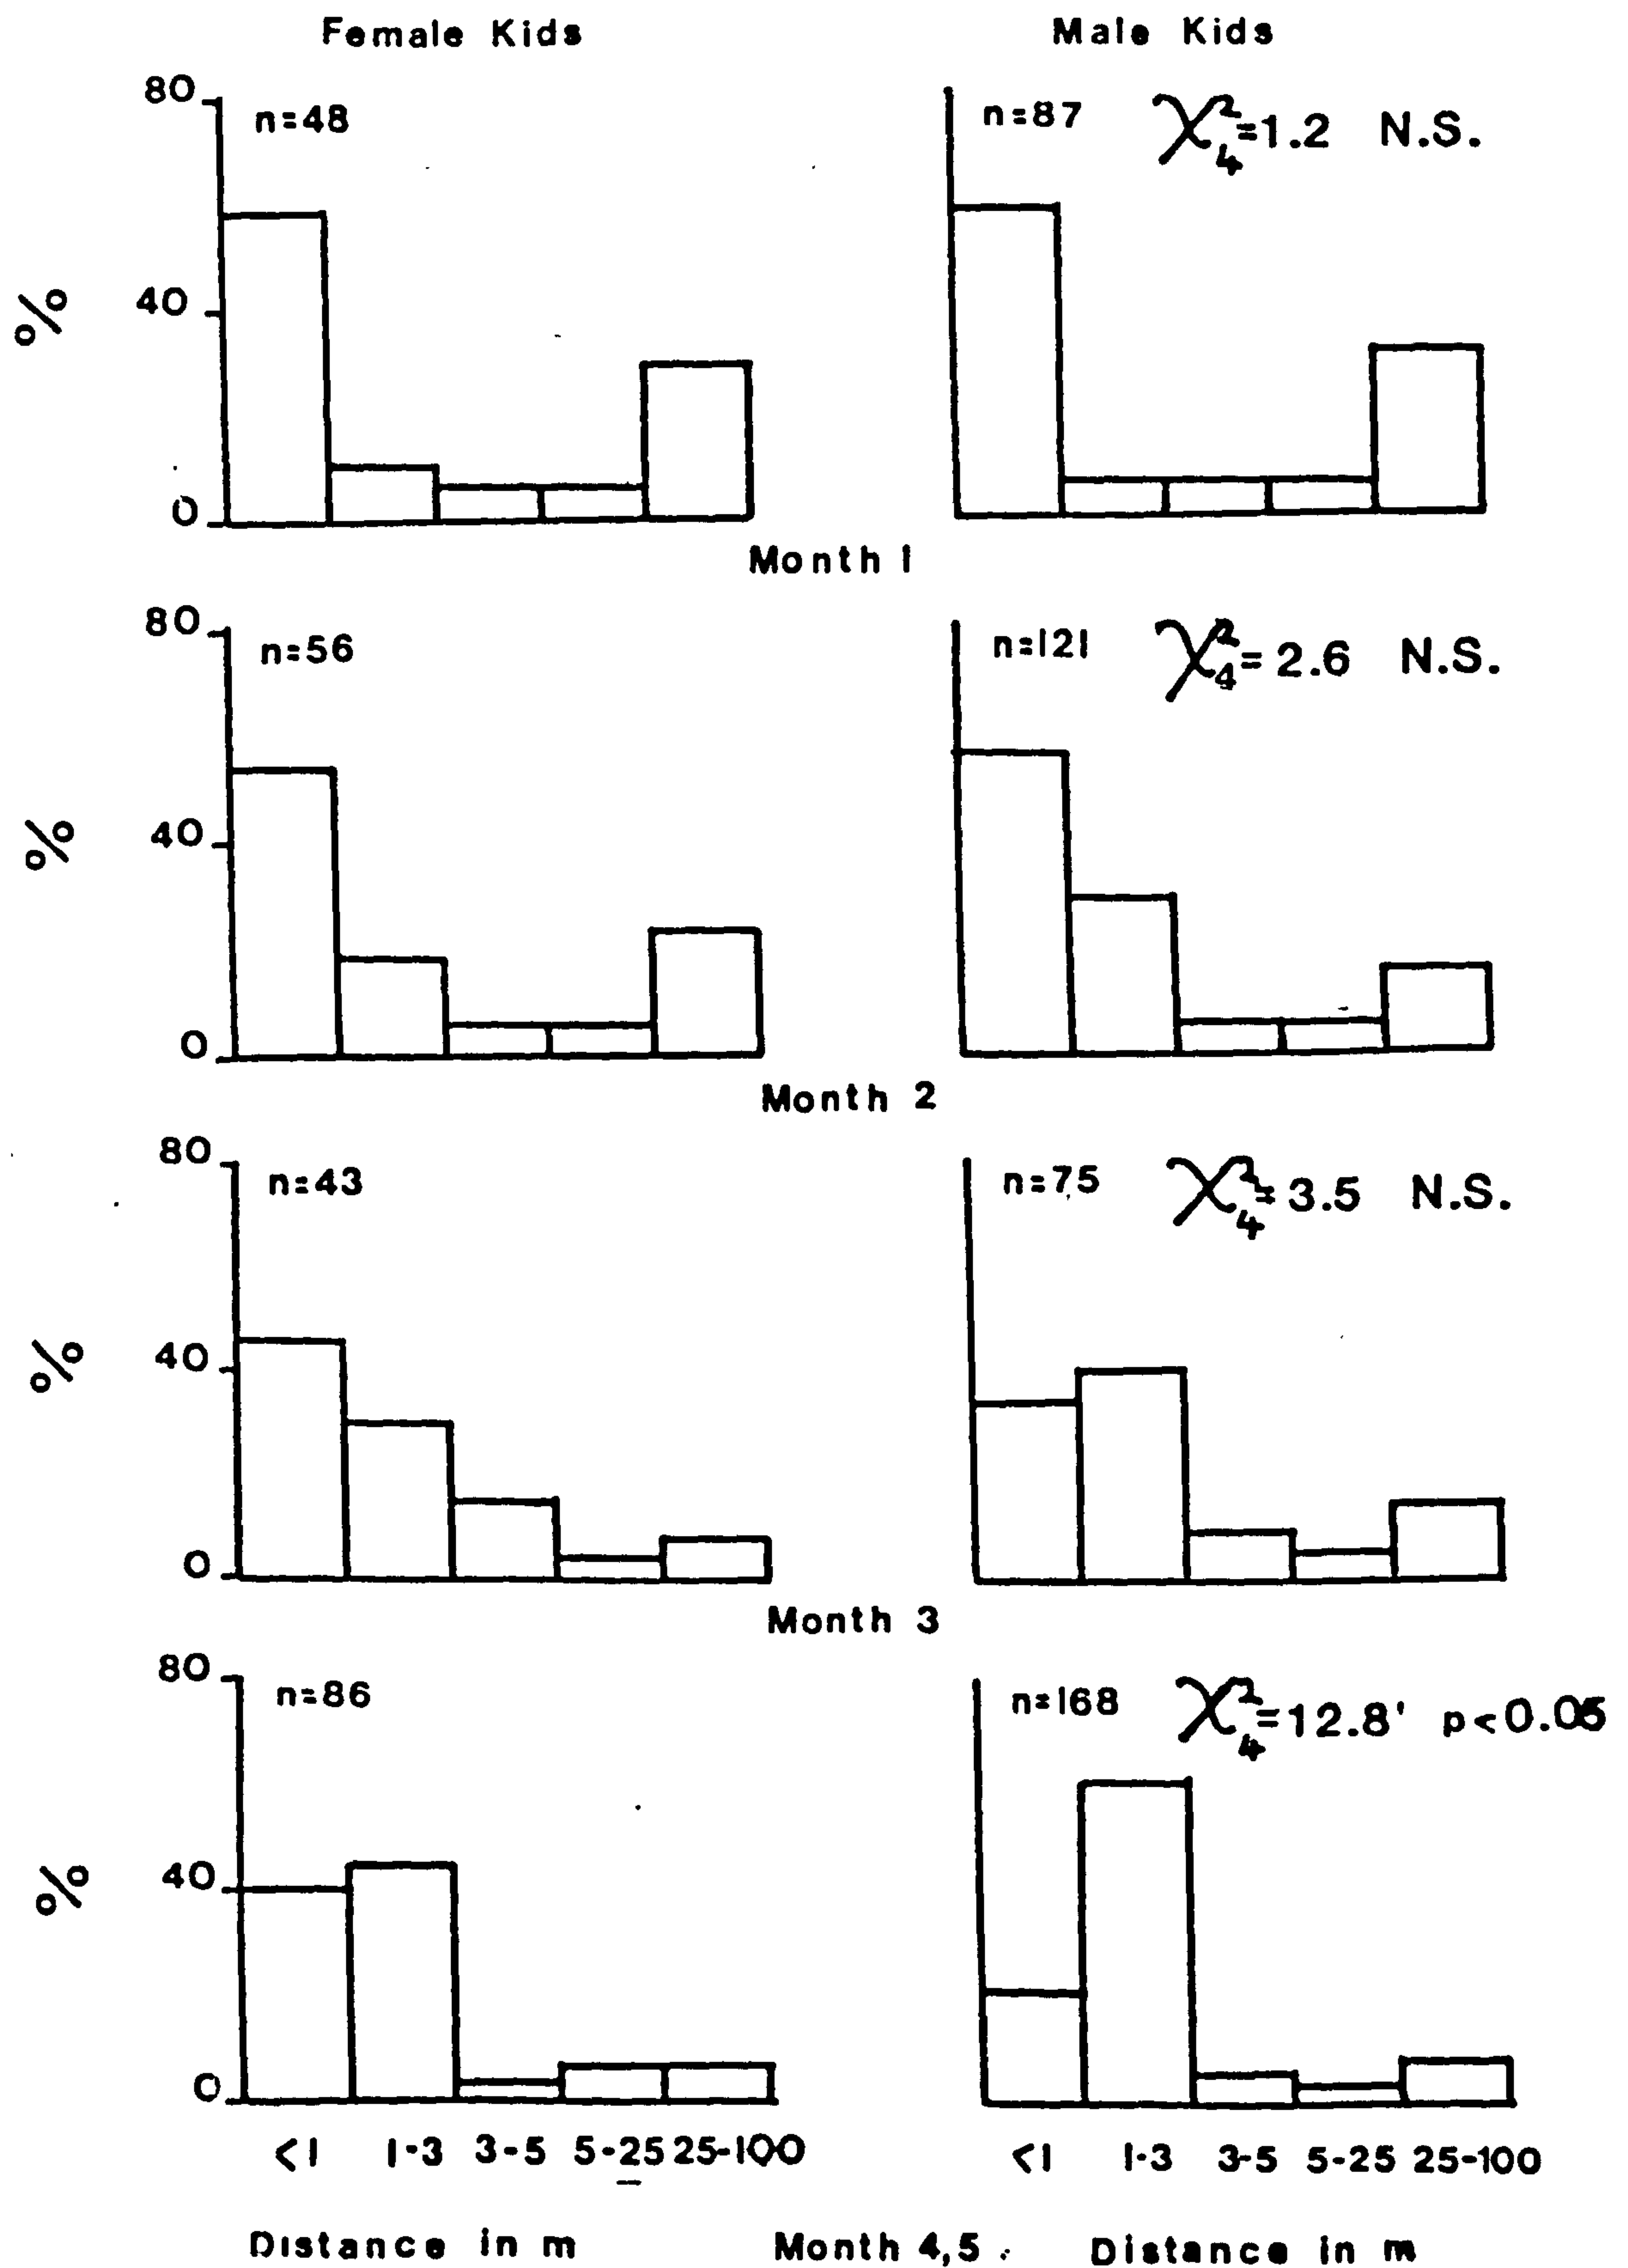 Female Kids Male Kids
80
n=48
n=87 χ²₄=1.2 N.S.
% 40
0
Month 1
80
n=56
n=121 χ²₄=2.6 N.S.
% 40
0
Month 2
80
n=43
n=75 χ²₄=3.5 N.S.
% 40
0
Month 3
80
n=86
n=168 χ²₄=12.8' p<0.05
% 40
0
<1 1-3 3-5 5-25 25-100
<1 1-3 3-5 5-25 25-100
Distance in m Month 4,5. Distance in m